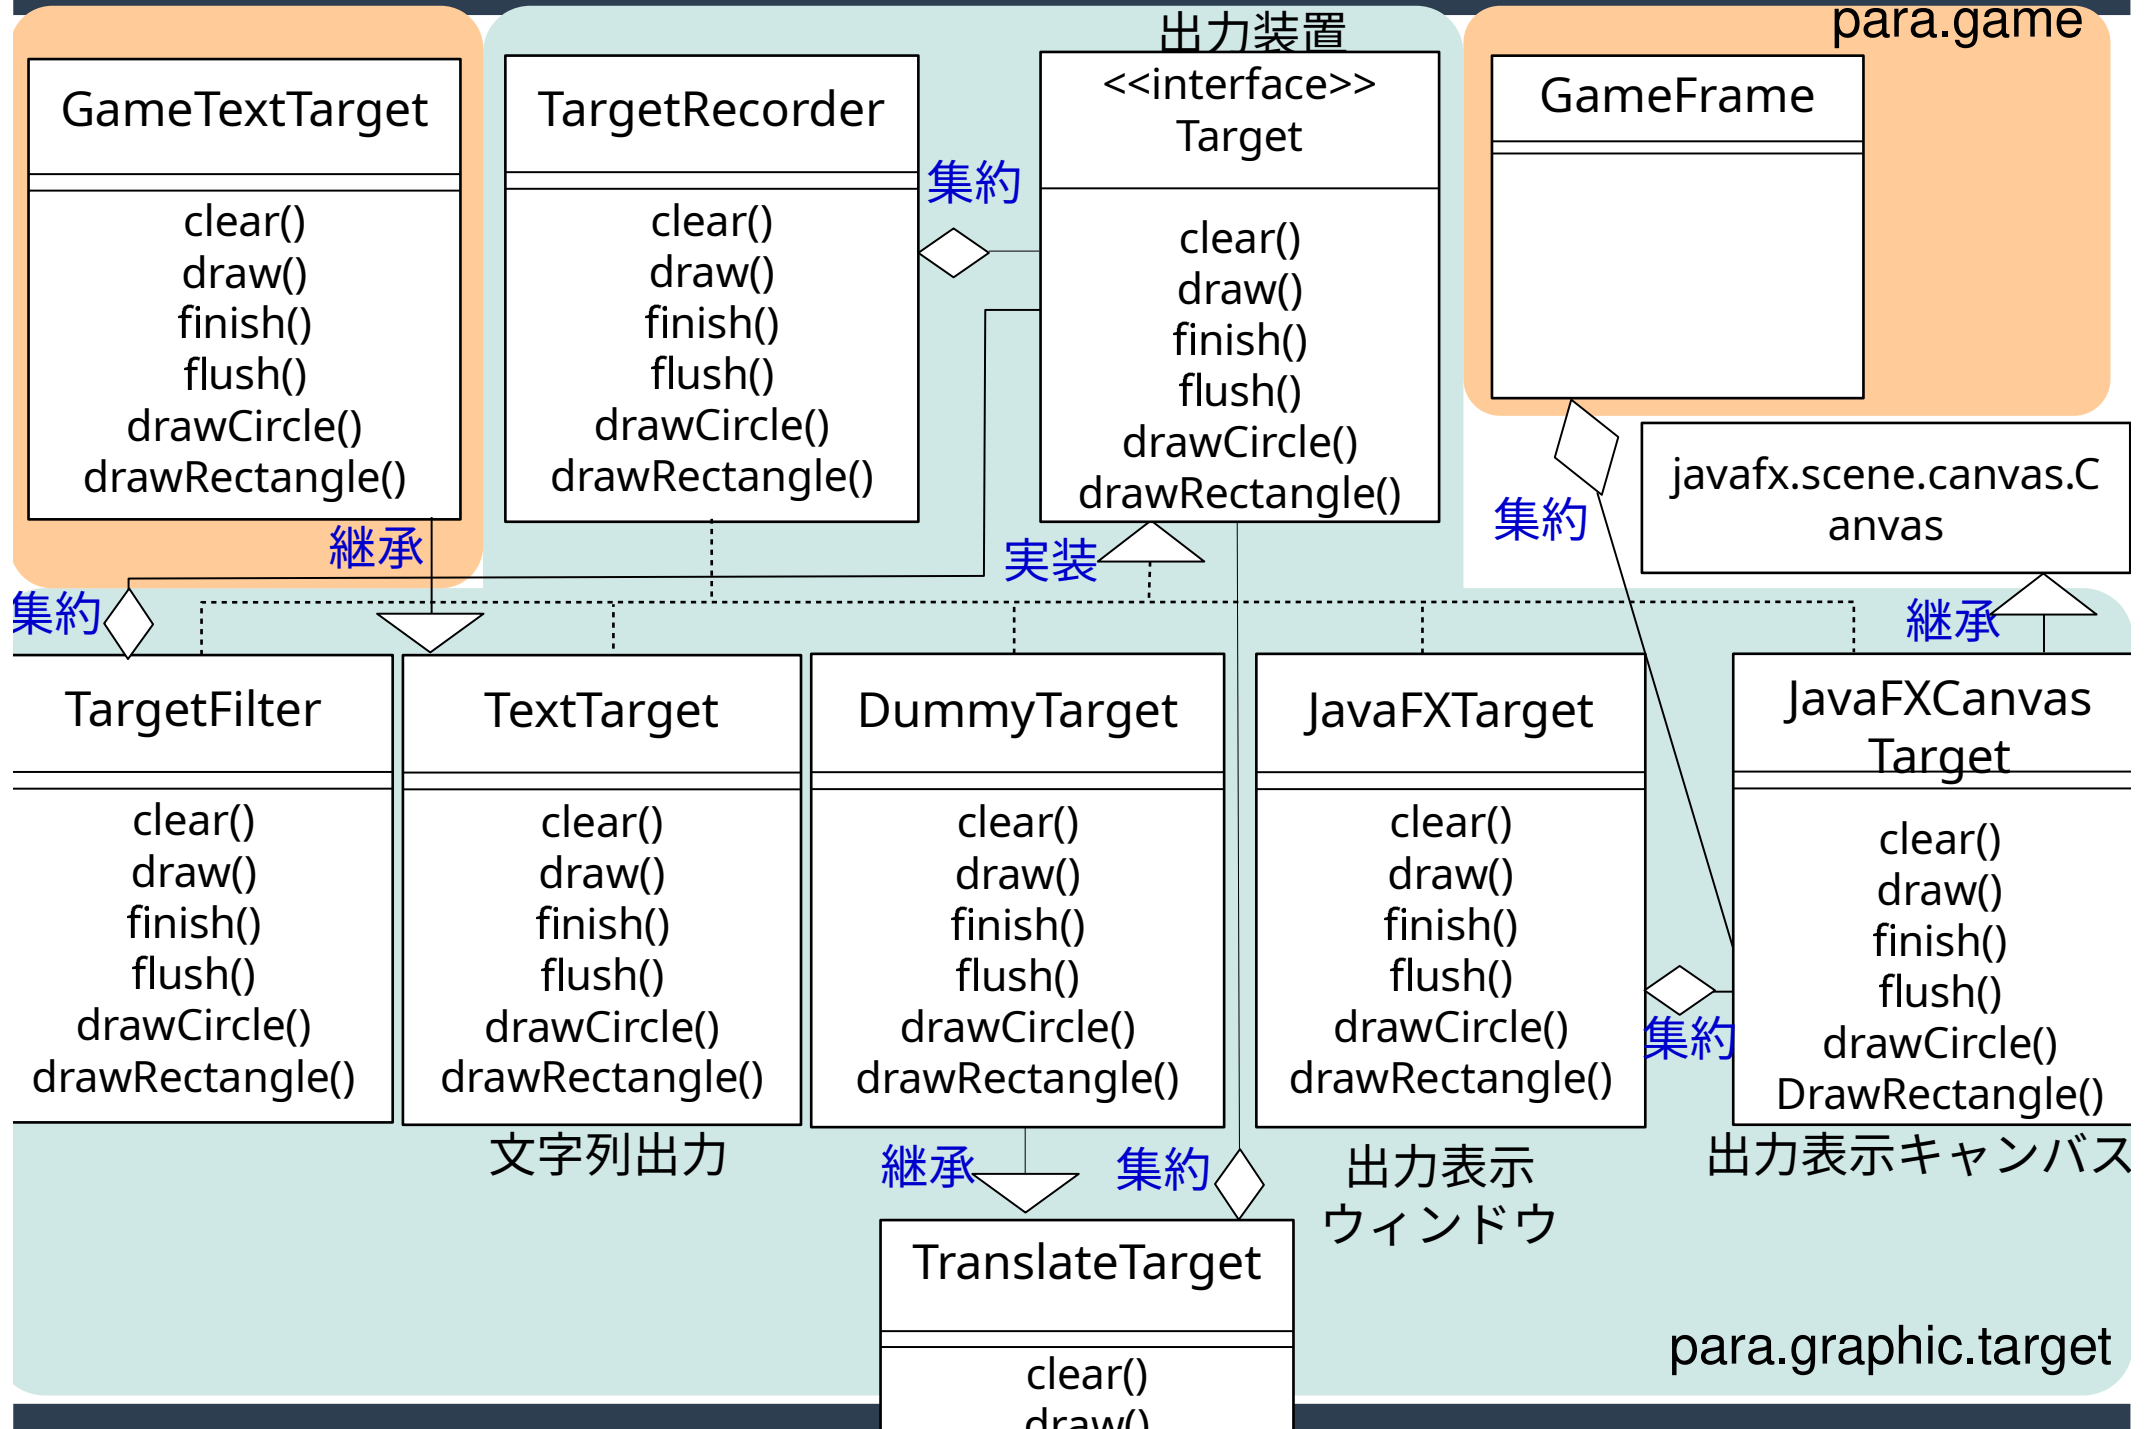 出力装置
para.game
GameTextTarget
clear()
draw()
finish()
flush()
drawCircle()
drawRectangle()
継承
TargetRecorder
clear()
draw()
finish()
flush()
drawCircle()
drawRectangle()
集約
<<interface>>
Target
clear()
draw()
finish()
flush()
drawCircle()
drawRectangle()
実装
GameFrame
集約
javafx.scene.canvas.C
anvas
継承
集約
TargetFilter
clear()
draw()
finish()
flush()
drawCircle()
drawRectangle()
TextTarget
clear()
draw()
finish()
flush()
drawCircle()
drawRectangle()
文字列出力
DummyTarget
clear()
draw()
finish()
flush()
drawCircle()
drawRectangle()
継承
集約
JavaFXTarget
clear()
draw()
finish()
flush()
drawCircle()
drawRectangle()
出力表示
ウィンドウ
集約
JavaFXCanvas
Target
clear()
draw()
finish()
flush()
drawCircle()
DrawRectangle()
出力表示キャンバス
TranslateTarget
clear()
draw()
para.graphic.target